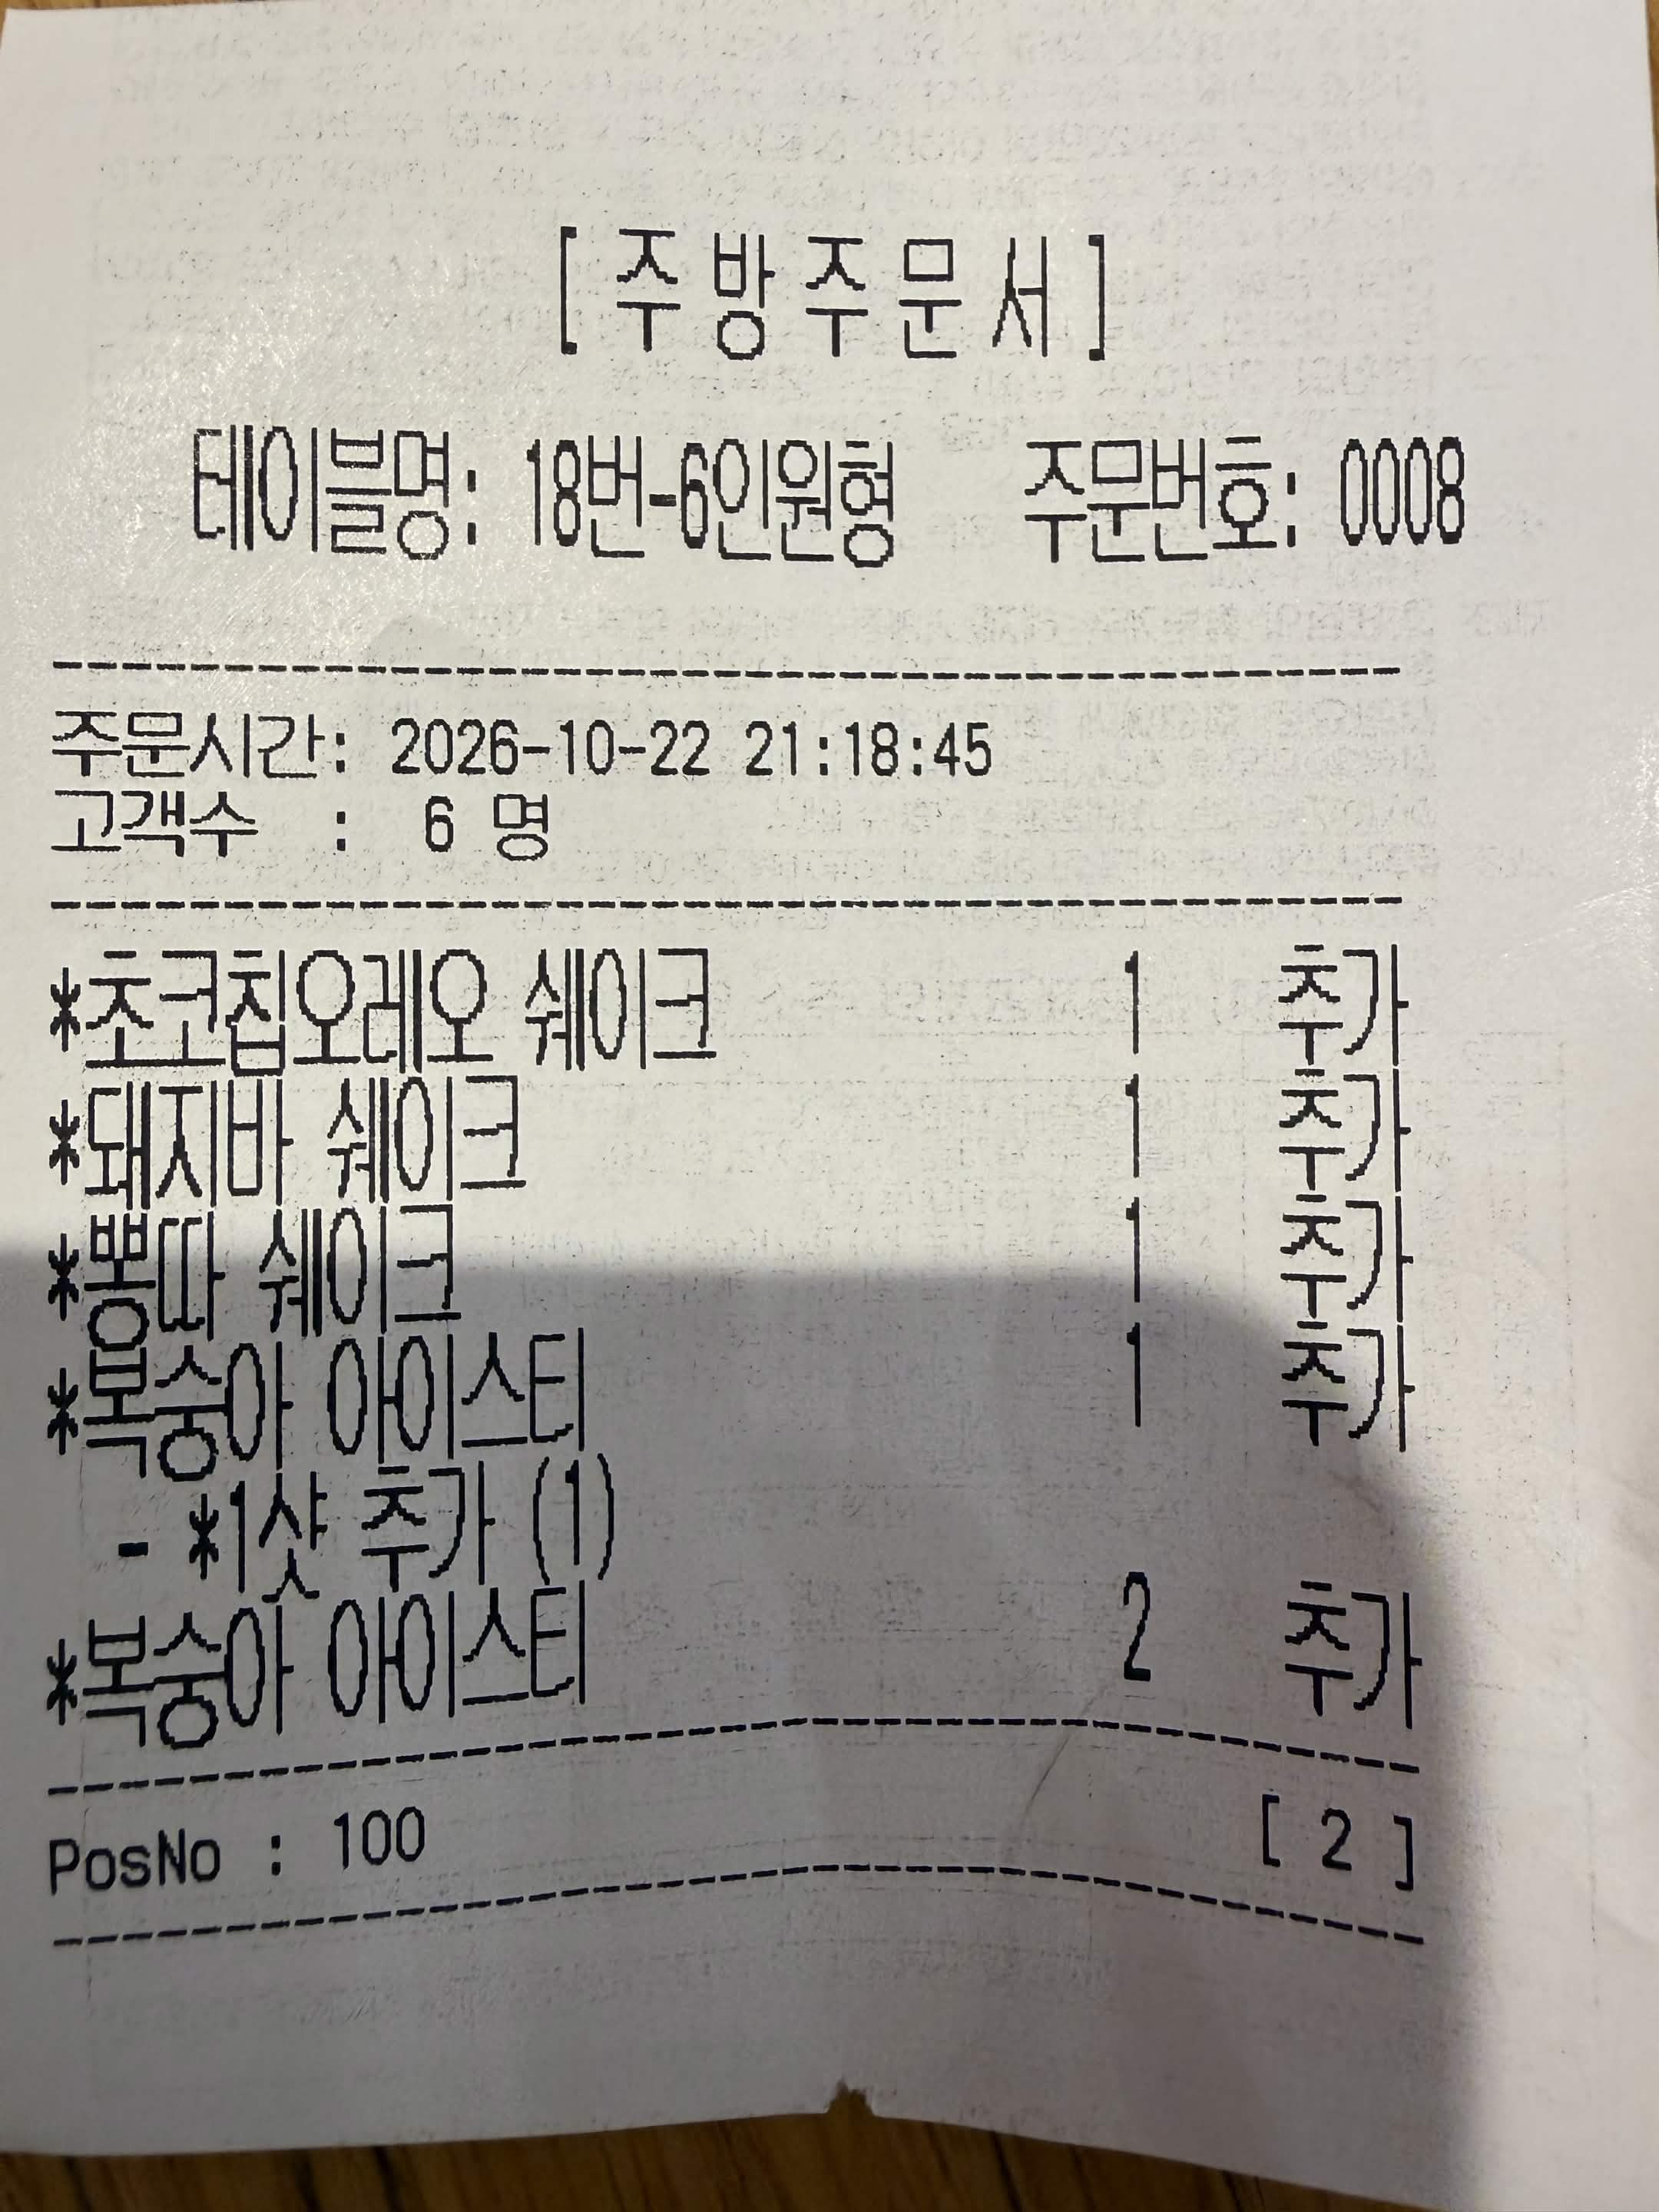 [ 주 방 주 문 서 ]
테이블명: 18번-6인원형 주문번호: 0008
--------------------------------
주문시간: 2026-10-22 21:18:45
고객수 : 6 명
--------------------------------
*초코칩오레오 쉐이크 1 추가
*돼지바 쉐이크 1 추가
*뽕따 쉐이크 1 추가
*복숭아 아이스티 1 추가
- *1샷 추가 (1)
*복숭아 아이스티 2 추가
--------------------------------
PosNo : 100 [ 2 ]
--------------------------------